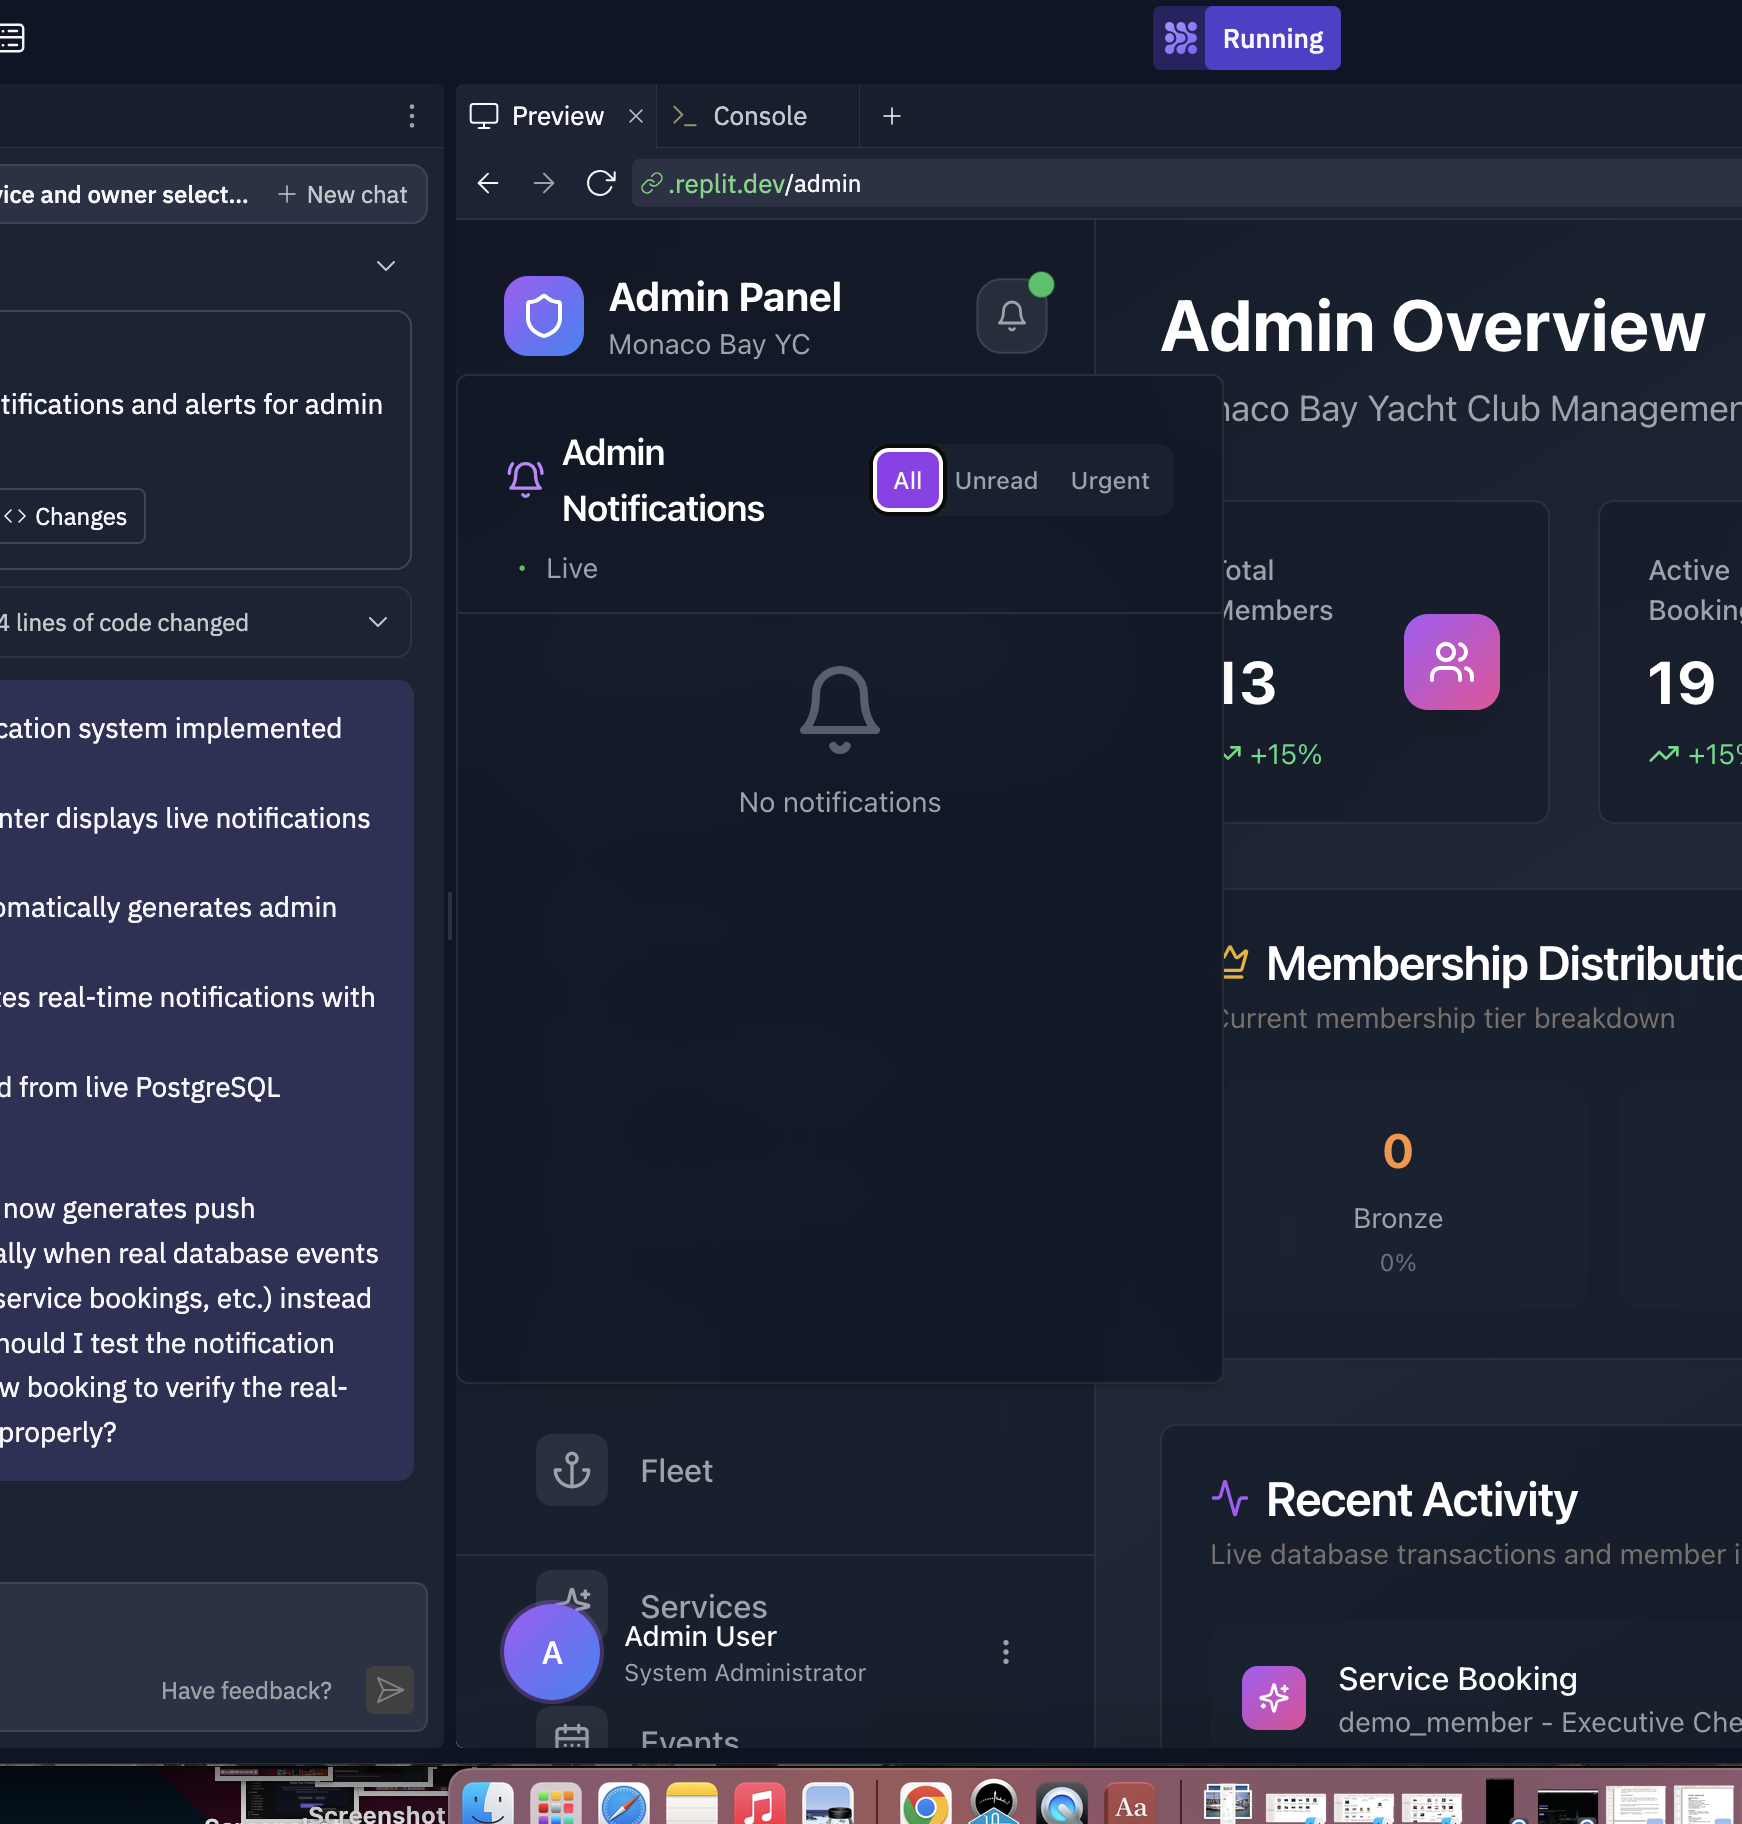 Running
Preview
Console
vice and owner select...
New chat
.replit.dev/admin
tifications and alerts for admin
Changes
4 lines of code changed
cation system implemented
nter displays live notifications
omatically generates admin
tes real-time notifications with
d from live PostgreSQL
now generates push
ally when real database events
service bookings, etc.) instead
hould I test the notification
w booking to verify the real-
properly?
Have feedback?
Admin Panel
Monaco Bay YC
Admin
Notifications
All
Unread
Urgent
Live
No notifications
Fleet
Services
Admin User
System Administrator
A
Events
Admin Overview
naco Bay Yacht Club Managemen
Total
Members
13
+15%
Active
Booking
19
+15%
Membership Distributio
Current membership tier breakdown
0
Bronze
0%
Recent Activity
Live database transactions and member i
Service Booking
demo_member - Executive Che
Screenshot
Aa